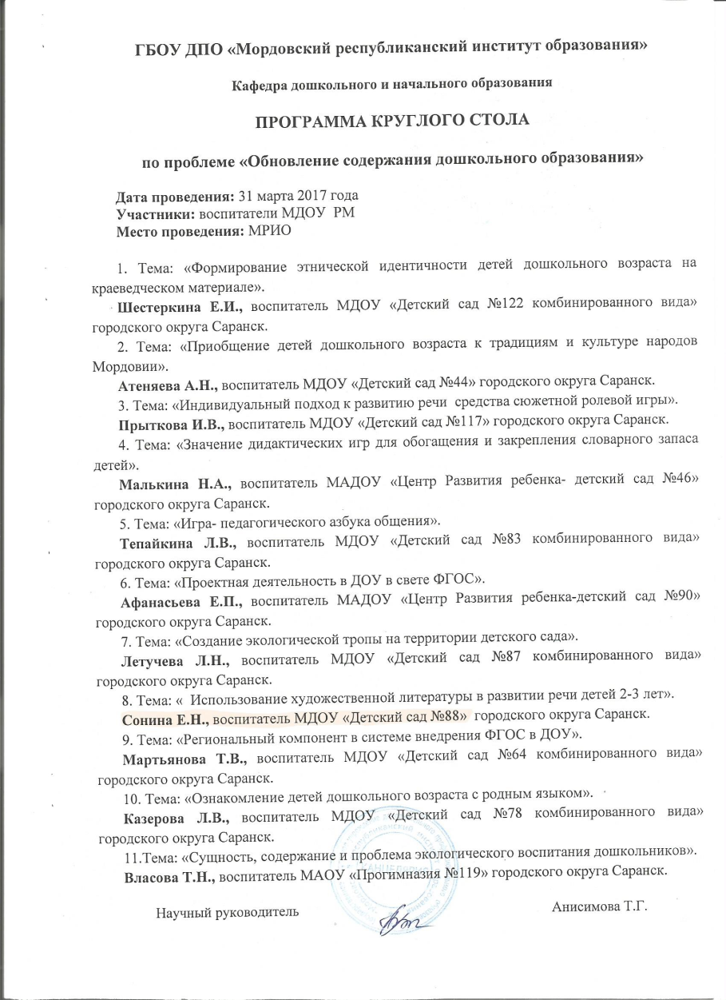 ГБОУ ДПО «Мордовский республиканский институт образования»
Кафедра дошкольного и начального образования
ПРОГРАММА КРУГЛОГО СТОЛА
по проблеме «Обновление содержания дошкольного образования»
Дата проведения: 31 марта 2017 года
Участники: воспитатели МДОУ РМ
Место проведения: МРИО
1. Тема: «Формирование этнической идентичности детей дошкольного возраста на
краеведческом материале».
Шестеркина Е.И., воспитатель МДОУ «Детский сад №122 комбинированного вида»
городского округа Саранск.
2. Тема: «Приобщение детей дошкольного возраста к традициям и культуре народов
Мордовии».
Атеняева А.Н., воспитатель МДОУ «Детский сад №44» городского округа Саранск.
3. Тема: «Индивидуальный подход к развитию речи средства сюжетной ролевой игры».
Прыткова И.В., воспитатель МДОУ «Детский сад №117» городского округа Саранск.
4. Тема: «Значение дидактических игр для обогащения и закрепления словарного запаса
детей».
Малькина Н.А., воспитатель МАДОУ «Центр Развития ребенка- детский сад №46»
городского округа Саранск.
5. Тема: «Игра- педагогического азбука общения».
Тепайкина Л.В., воспитатель МДОУ «Детский сад №83 комбинированного вида»
городского округа Саранск.
6. Тема: «Проектная деятельность в ДОУ в свете ФГОС».
Афанасьева Е.П., воспитатель МАДОУ «Центр Развития ребенка-детский сад №90»
городского округа Саранск.
7. Тема: «Создание экологической тропы на территории детского сада».
Летучева Л.Н., воспитатель МДОУ «Детский сад №87 комбинированного вида»
городского округа Саранск.
8. Тема: « Использование художественной литературы в развитии речи детей 2-3 лет».
Сонина Е.Н., воспитатель МДОУ «Детский сад №88» городского округа Саранск.
9. Тема: «Региональный компонент в системе внедрения ФГОС в ДОУ».
Мартьянова Т.В., воспитатель МДОУ «Детский сад №64 комбинированного вида»
городского округа Саранск.
10. Тема: «Ознакомление детей дошкольного возраста с родным языком».
Казерова Л.В., воспитатель МДОУ «Детский сад №78 комбинированного вида»
городского округа Саранск.
11.Тема: «Сущность, содержание и проблема экологического воспитания дошкольников».
Власова Т.Н., воспитатель МАОУ «Прогимназия №119» городского округа Саранск.
КАНЦЕЛЯРИЯ
Научный руководитель Анисимова Т.Г.